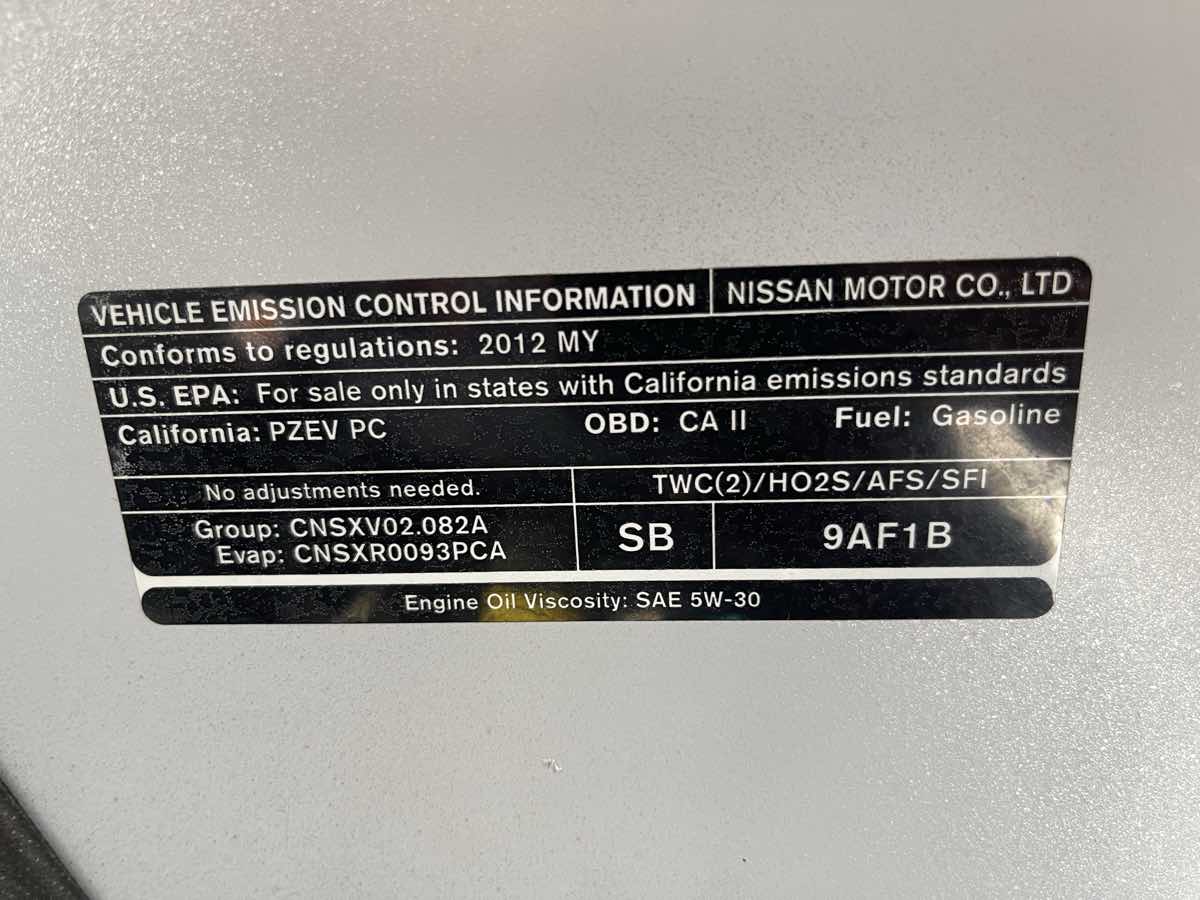 VEHICLE EMISSION CONTROL INFORMATION NISSAN MOTOR CO., LTD
Conforms to regulations: 2012 MY
U.S. EPA: For sale only in states with California emissions standards
California: PZEV PC OBD: CA II Fuel: Gasoline
No adjustments needed. TWC(2)/HO2S/AFS/SFI
Group: CNSXV02.082A
Evap: CNSXR0093PCA
SB 9AF1B
Engine Oil Viscosity: SAE 5W-30